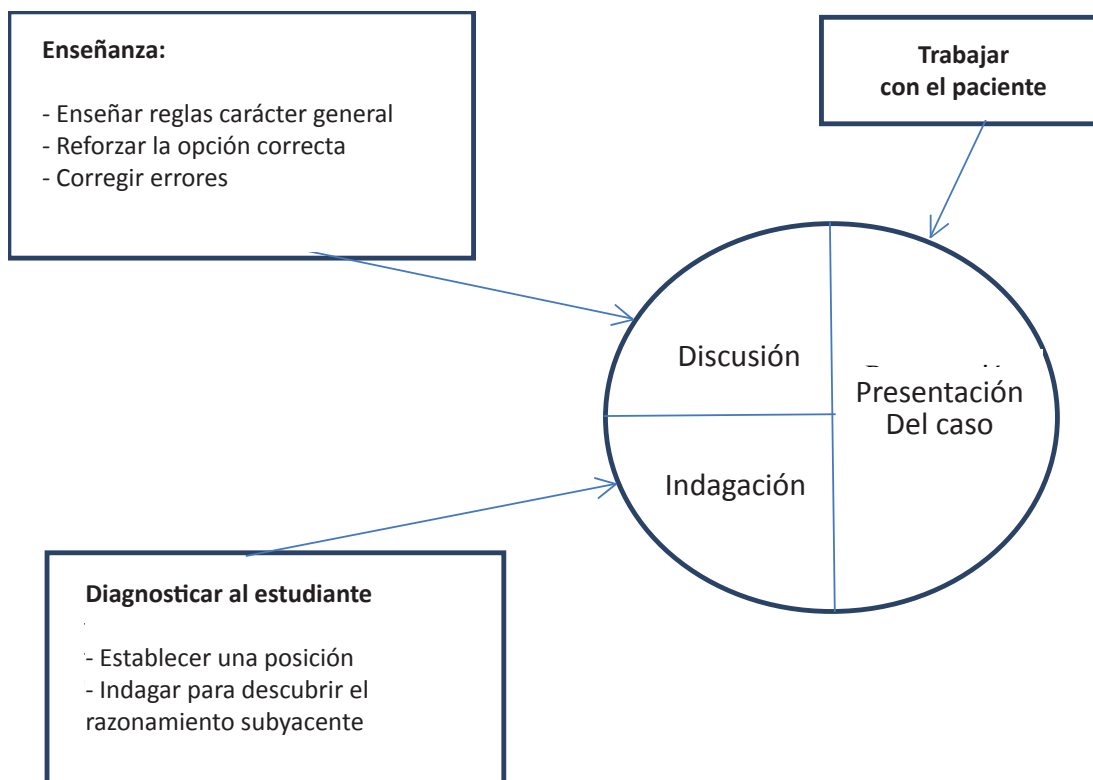 Enseñanza:
- Enseñar reglas carácter general
- Reforzar la opción correcta
- Corregir errores
Trabajar
con el paciente
Discusión
Presentación
Del caso
Indagación
Diagnosticar al estudiante
- Establecer una posición
- Indagar para descubrir el
razonamiento subyacente